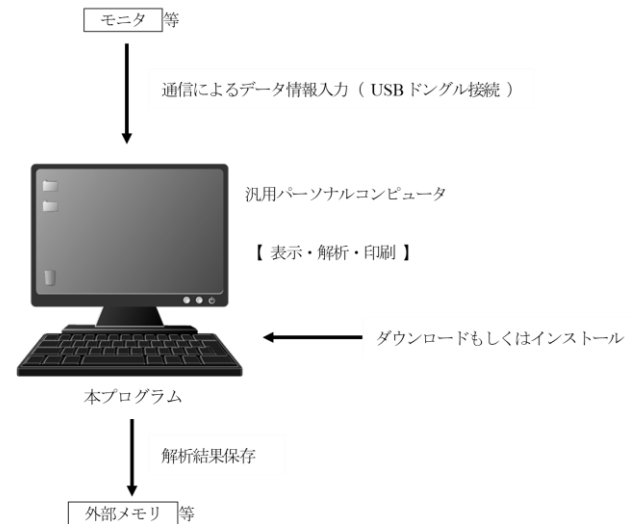 モニタ 等
通信によるデータ情報入力（ USBドングル接続 ）
汎用パーソナルコンピュータ
【 表示・解析・印刷 】
ダウンロードもしくはインストール
本プログラム
解析結果保存
外部メモリ 等